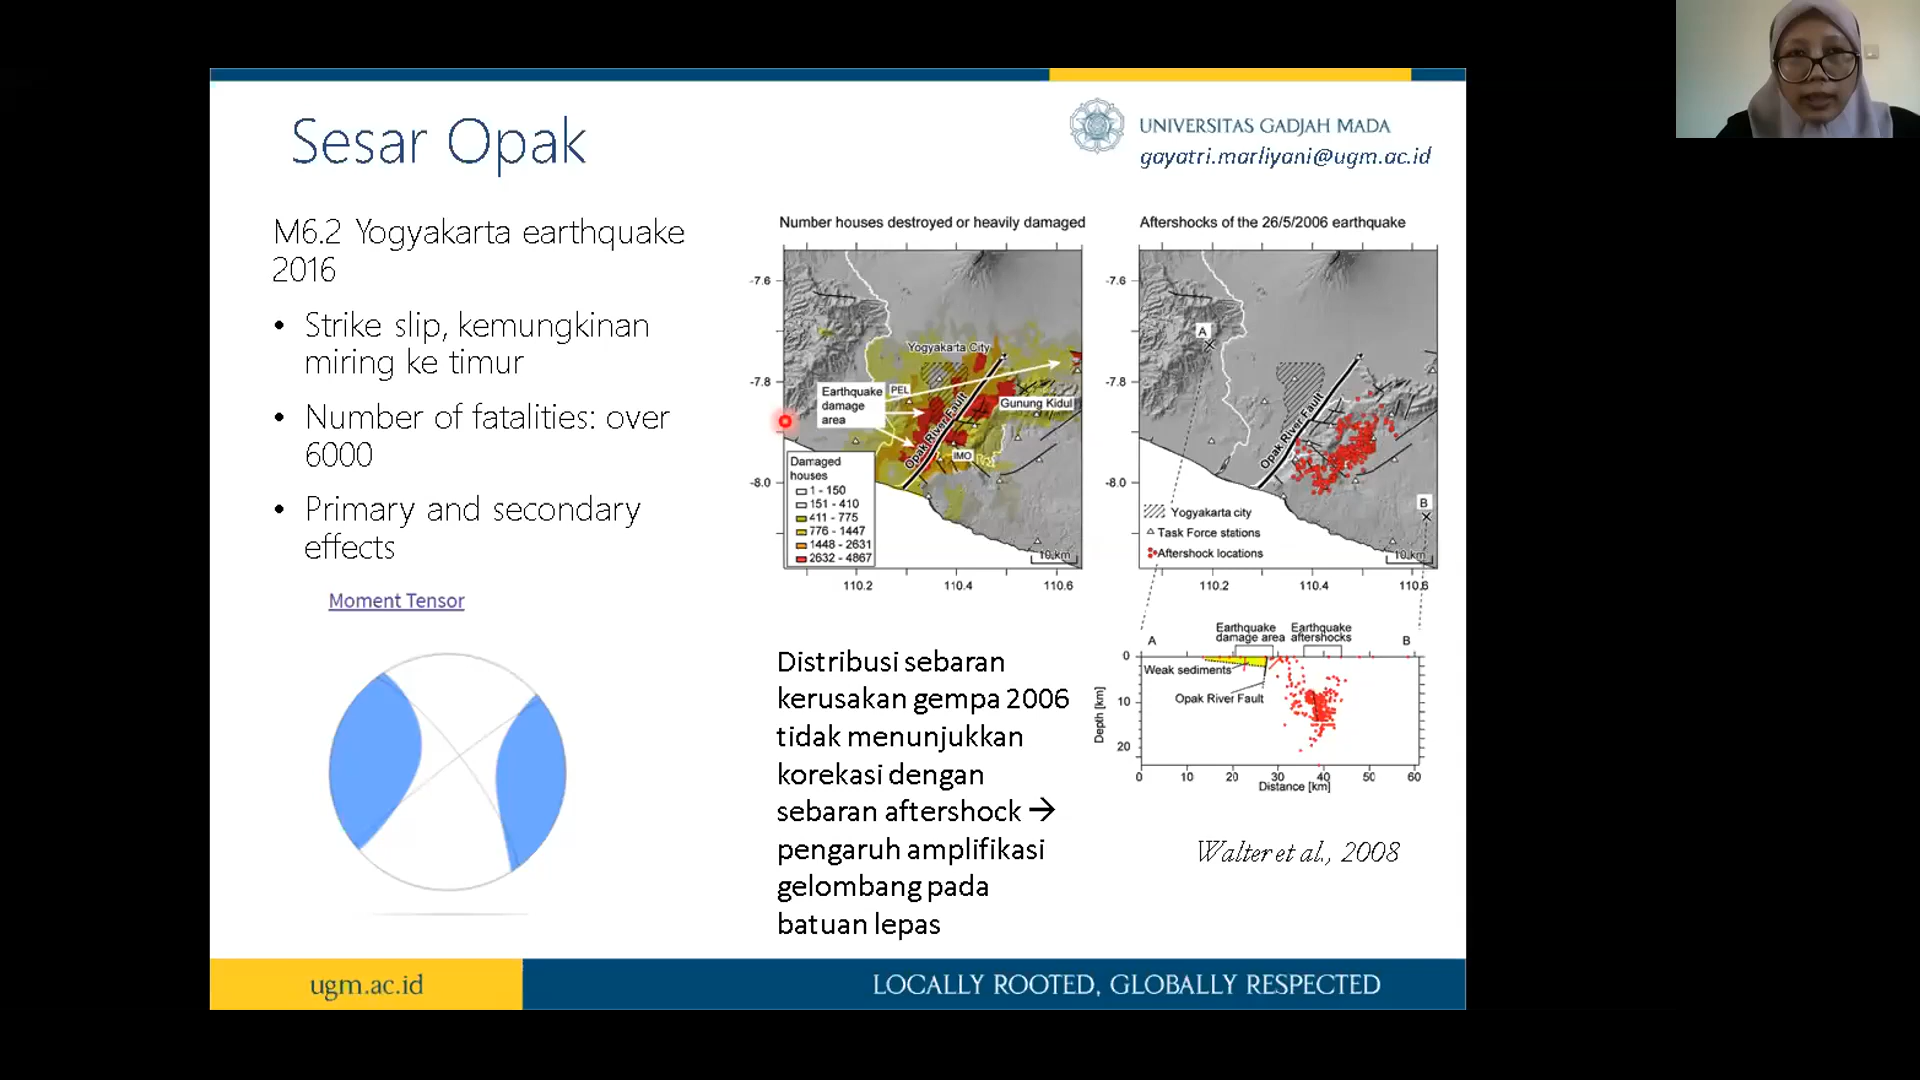 Sesar Opak
UNIVERSITAS GADJAH MADA
gayatri.marliyani@ugm.ac.id
M6.2 Yogyakarta earthquake
2016
• Strike slip, kemungkinan
miring ke timur
• Number of fatalities: over
6000
• Primary and secondary
effects
Moment Tensor
Number houses destroyed or heavily damaged
-7.6
-7.8
-8.0
Yogyakarta City
PEL
Earthquake
damage
area
Gunung Kidul
Opak River Fault
IMO
Damaged
houses
1 - 150
151 - 410
411 - 775
776 - 1447
1448 - 2631
2632 - 4867
10 km
110.2 110.4 110.6
Aftershocks of the 26/5/2006 earthquake
-7.6
-7.8
-8.0
A
Opak River Fault
B
Yogyakarta city
Task Force stations
Aftershock locations
10 km
110.2 110.4 110.6
Earthquake
damage area
Earthquake
aftershocks
A
B
Weak sediments
Opak River Fault
Depth [km]
0
10
20
0 10 20 30 40 50 60
Distance [km]
Distribusi sebaran
kerusakan gempa 2006
tidak menunjukkan
korekasi dengan
sebaran aftershock →
pengaruh amplifikasi
gelombang pada
batuan lepas
Walter et al., 2008
ugm.ac.id
LOCALLY ROOTED, GLOBALLY RESPECTED